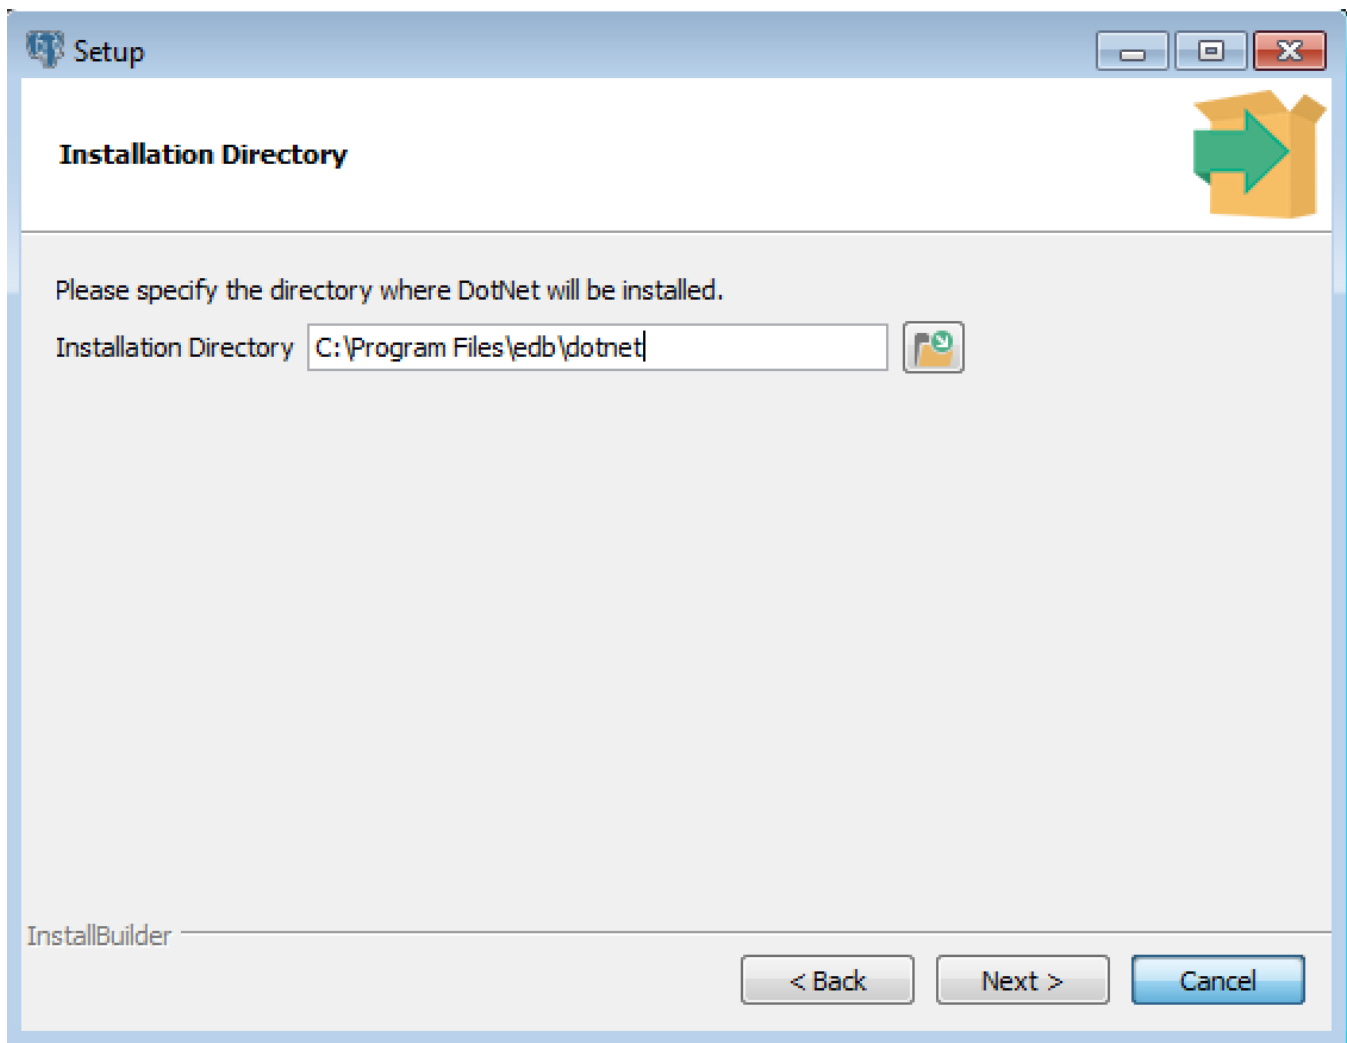 Setup
Installation Directory
Please specify the directory where DotNet will be installed.
Installation Directory C:\Program Files\edb\dotnet
InstallBuilder
< Back Next > Cancel